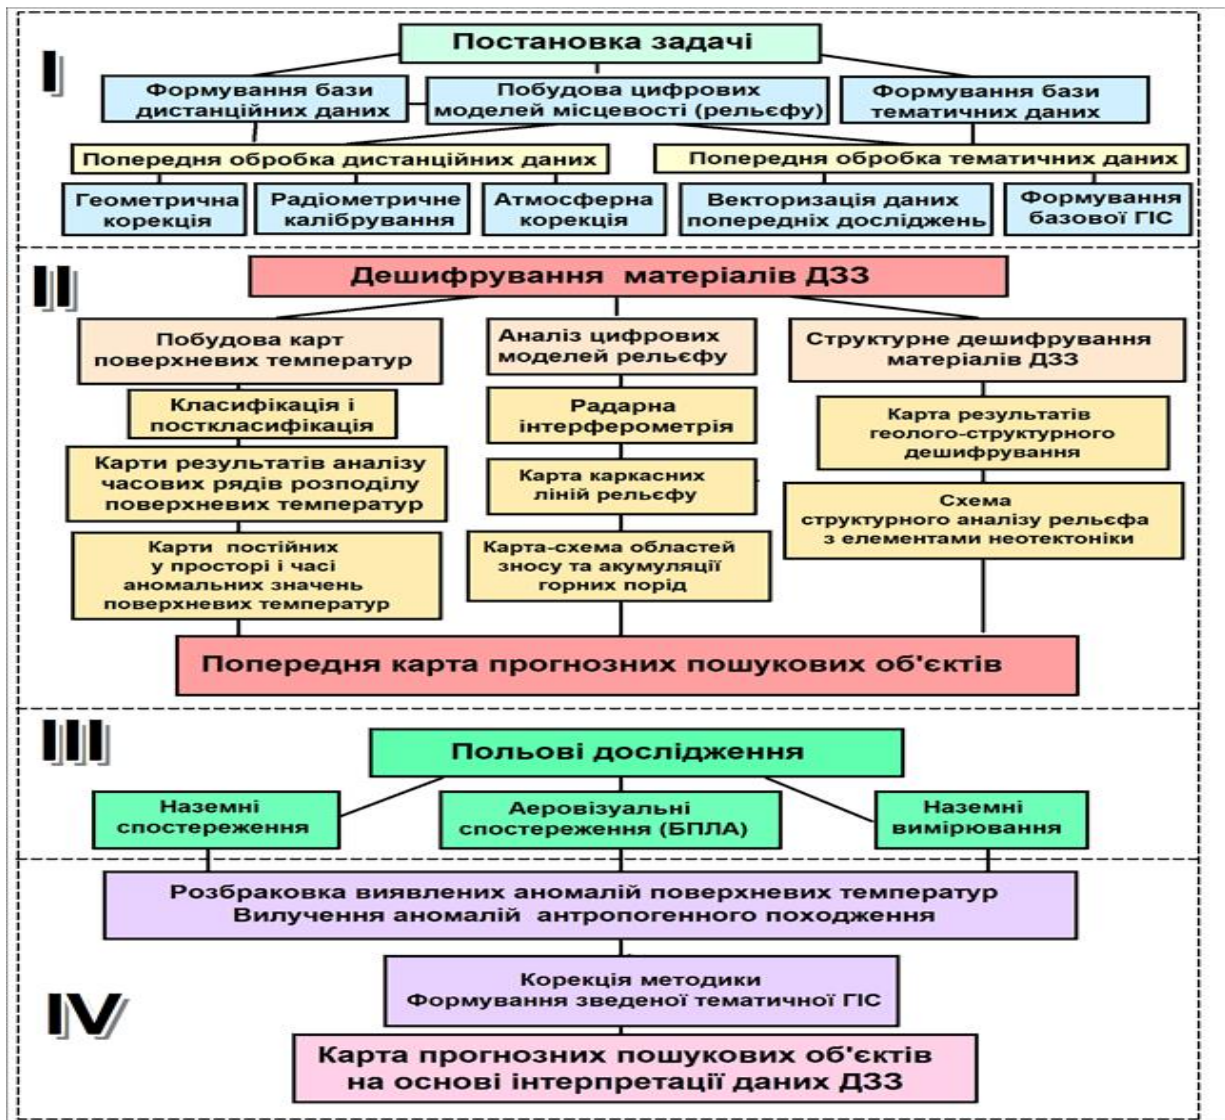 I
Постановка задачі
Формування бази
дистанційних даних
Побудова цифрових
моделей місцевості (рельєфу)
Формування бази
тематичних даних
Попередня обробка дистанційних даних
Попередня обробка тематичних даних
Геометрична
корекція
Радіометричне
калібрування
Атмосферна
корекція
Векторизація даних
попередніх досліджень
Формування
базової ГІС
II
Дешифрування матеріалів ДЗЗ
Побудова карт
поверхневих температур
Аналіз цифрових
моделей рельєфу
Структурне дешифрування
матеріалів ДЗЗ
Класифікація і
посткласифікація
Радарна
інтерферометрія
Карта результатів
геолого-структурного
дешифрування
Карти результатів аналізу
часових рядів розподілу
поверхневих температур
Карта каркасних
ліній рельєфу
Схема
структурного аналізу рельєфа
з елементами неотектоніки
Карти постійних
у просторі і часі
аномальних значень
поверхневих температур
Карта-схема областей
зносу та акумуляції
горних порід
Попередня карта прогнозних пошукових об'єктів
III
Польові дослідження
Наземні
спостереження
Аеровізуальні
спостереження (БПЛА)
Наземні
вимірювання
IV
Розбраковка виявлених аномалій поверхневих температур
Вилучення аномалій антропогенного походження
Корекція методики
Формування зведеної тематичної ГІС
Карта прогнозних пошукових об'єктів
на основі інтерпретації даних ДЗЗ